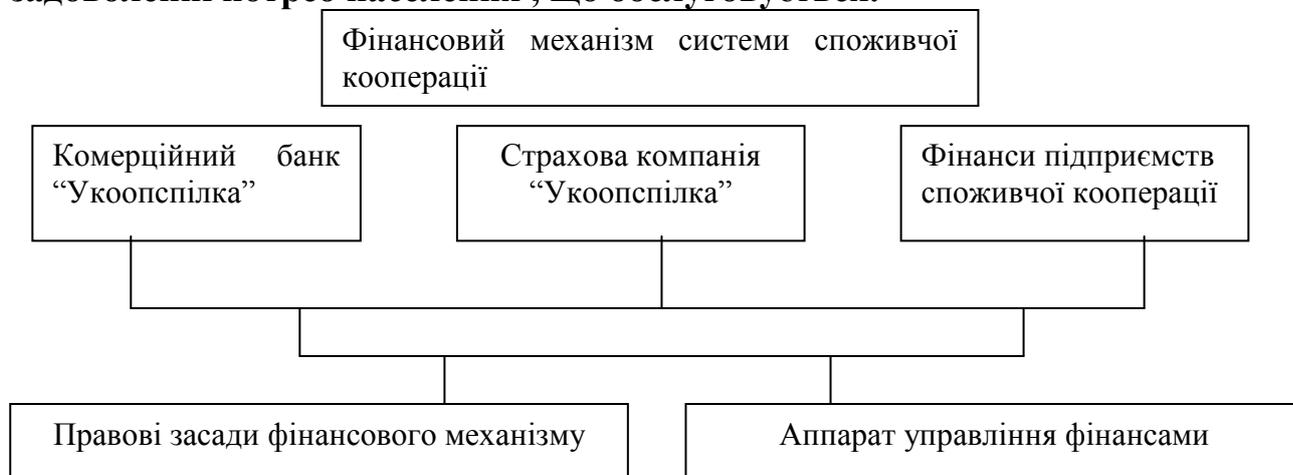 задоволенні потреб населення , що обслуговується.
Фінансовий механізм системи споживчої
кооперації
Комерційний банк
“Укоопспілка”
Страхова компанія
“Укоопспілка”
Фінанси підприємств
споживчої кооперації
Правові засади фінансового механізму
Аппарат управління фінансами